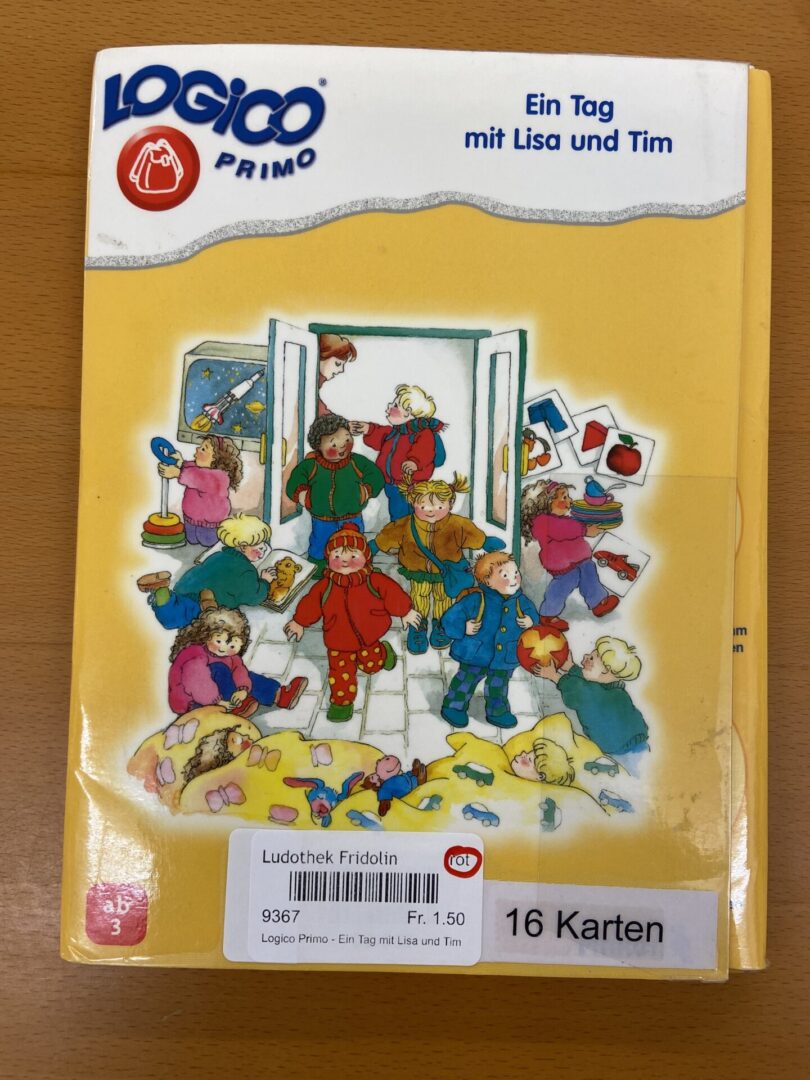 LOGICO®
PRIMO
Ein Tag
mit Lisa und Tim
Ludothek Fridolin
rot
9367
Fr. 1.50
Logico Primo - Ein Tag mit Lisa und Tim
16 Karten
ab
3